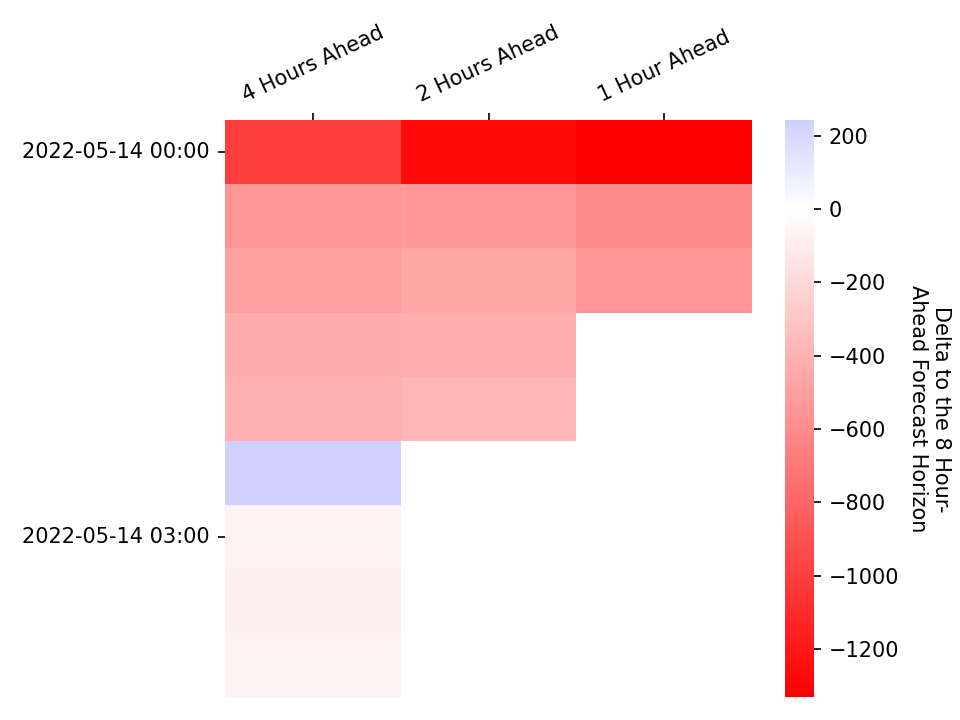 4 Hours Ahead
2 Hours Ahead
1 Hour Ahead
2022-05-14 00:00
2022-05-14 03:00
200
0
−200
−400
−600
−800
−1000
−1200
Delta to the 8 Hour-
Ahead Forecast Horizon